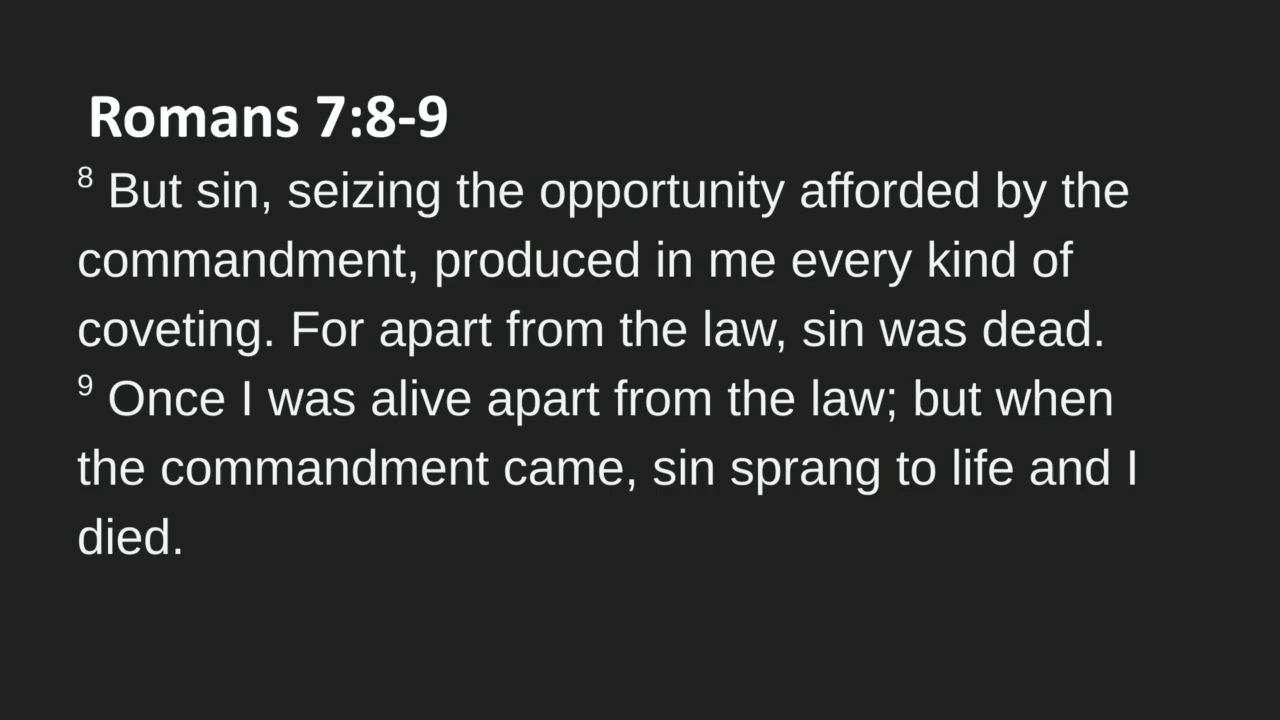 Romans 7:8-9
8 But sin, seizing the opportunity afforded by the
commandment, produced in me every kind of
coveting. For apart from the law, sin was dead.
9 Once I was alive apart from the law; but when
the commandment came, sin sprang to life and I
died.